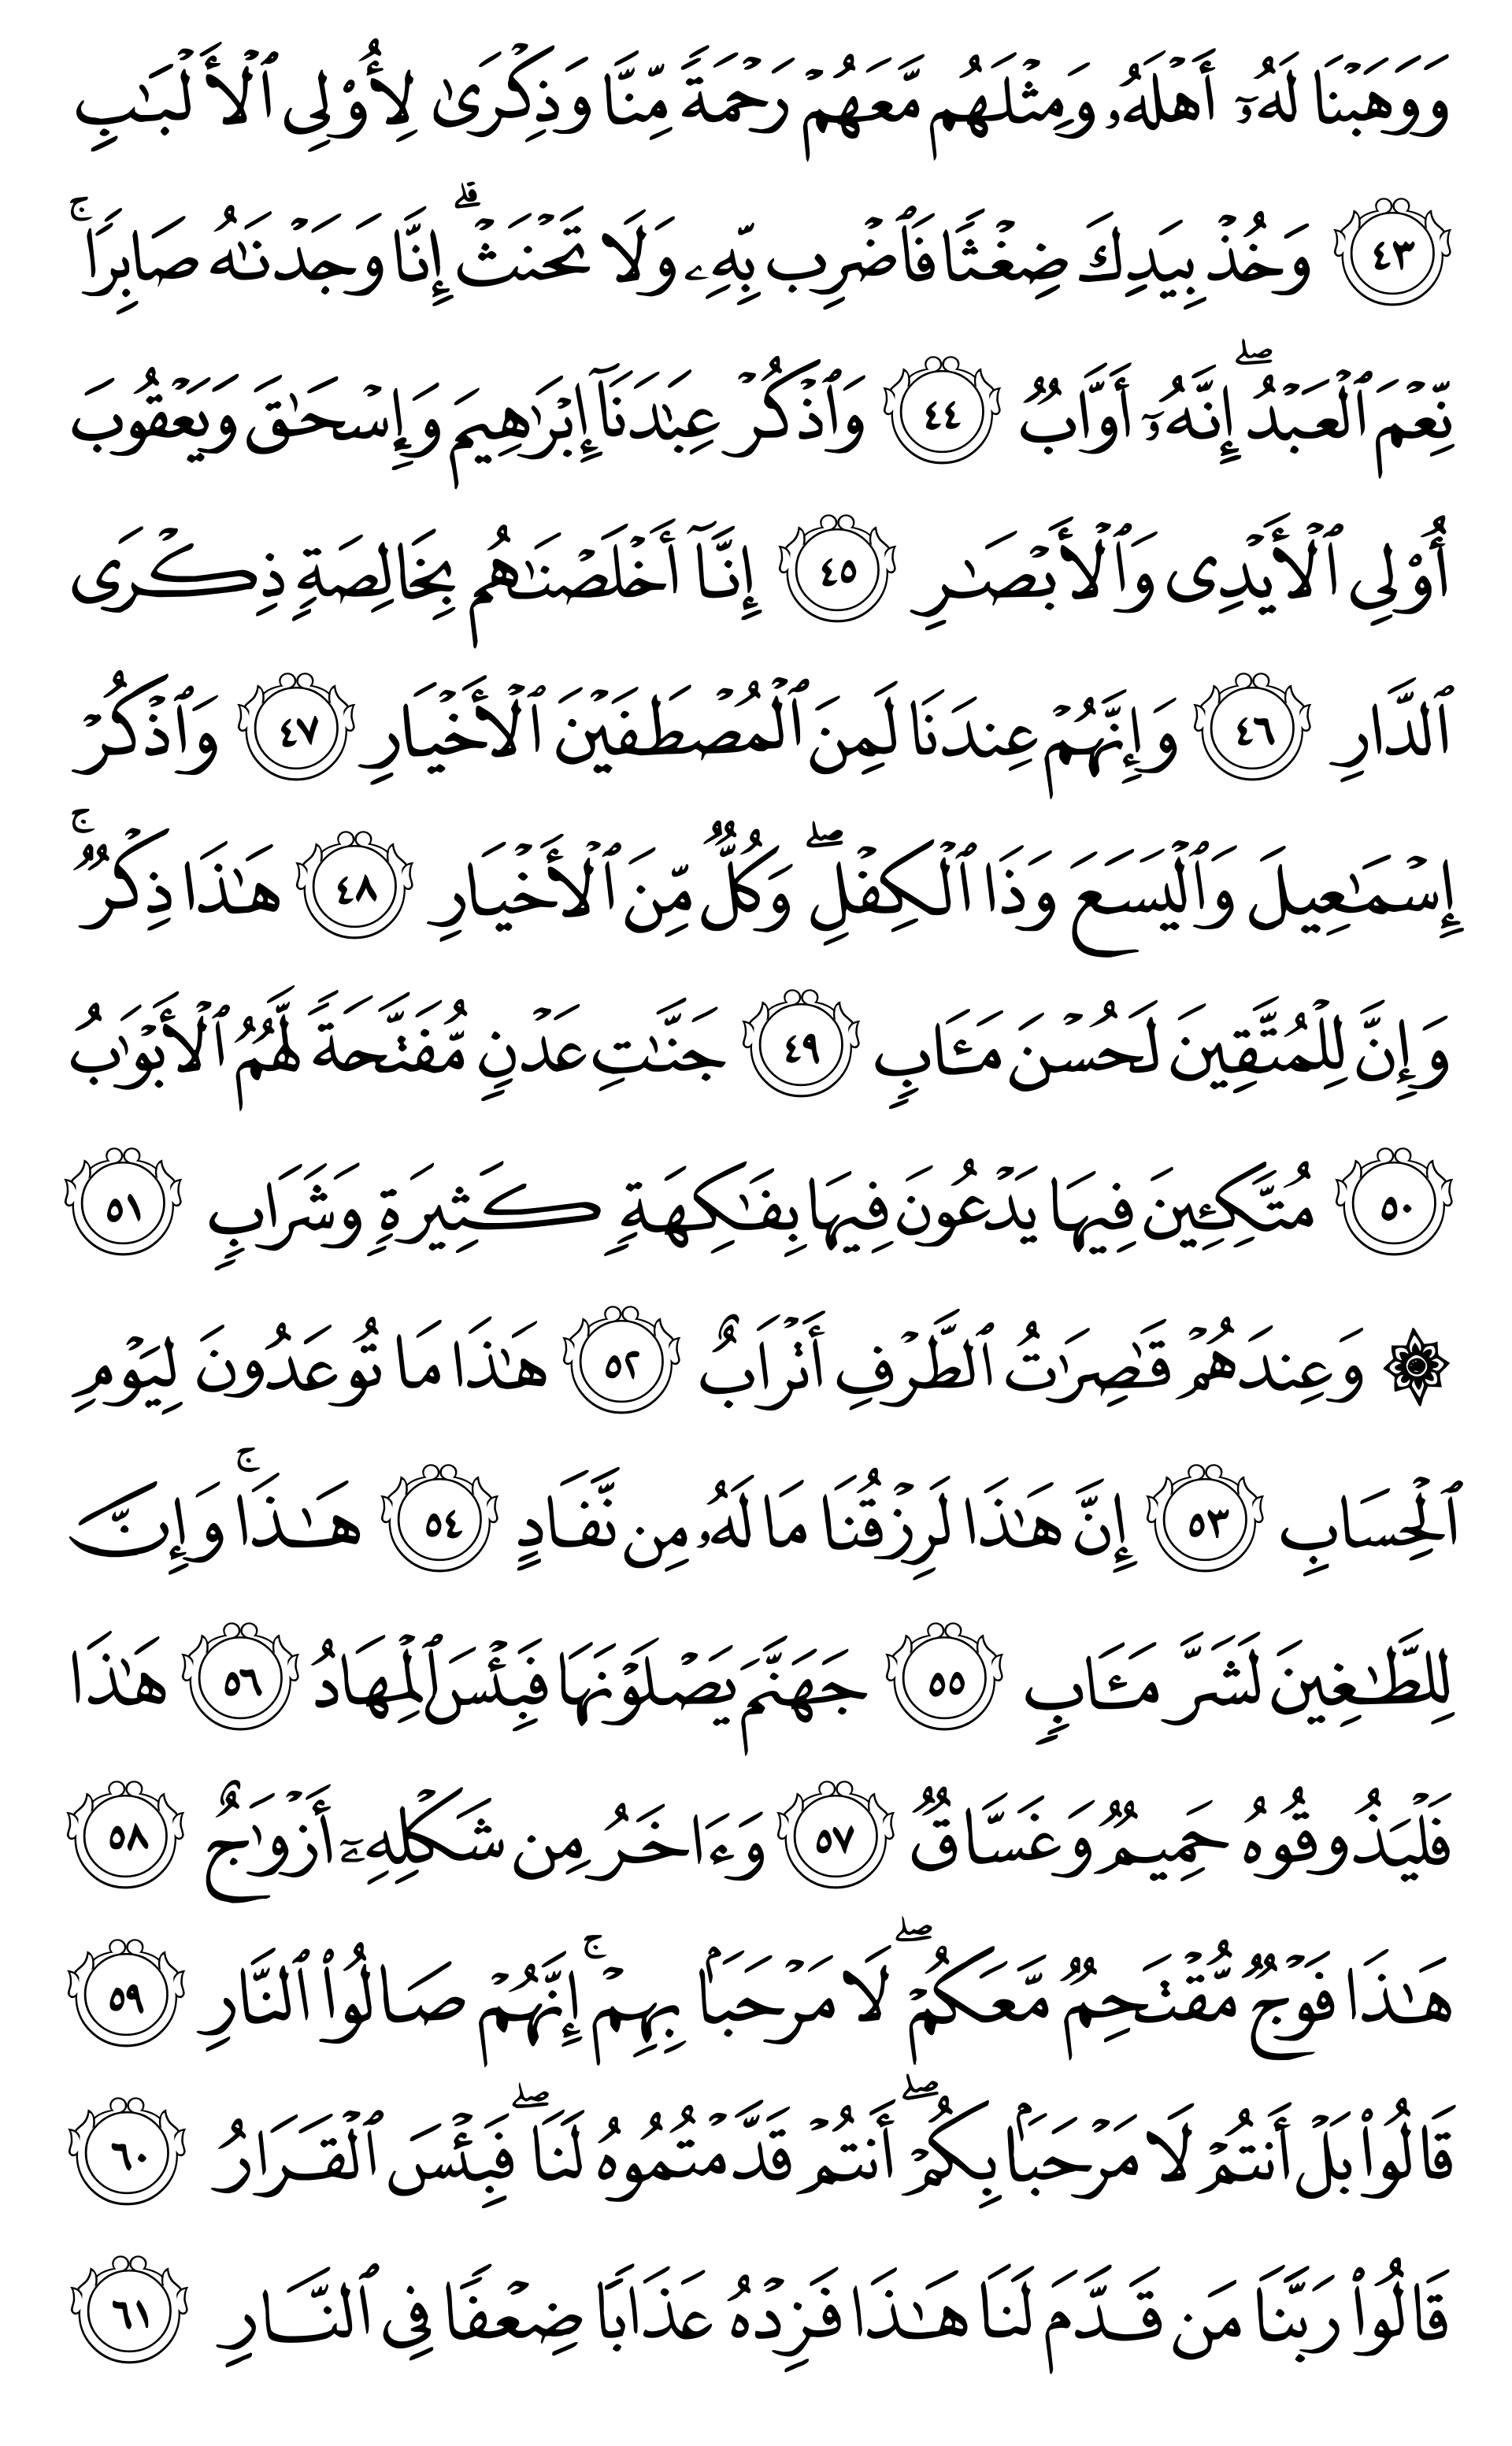 وَوَهَبۡنَا لَهُۥٓ أَهۡلَهُۥ وَمِثۡلَهُم مَّعَهُمۡ رَحۡمَةٗ مِّنَّا وَذِكۡرَىٰ لِأُوْلِي ٱلۡأَلۡبَٰبِ
٤٣ وَخُذۡ بِيَدِكَ ضِغۡثٗا فَٱضۡرِب بِّهِۦ وَلَا تَحۡنَثۡۗ إِنَّا وَجَدۡنَٰهُ صَابِرٗاۚ
نِّعۡمَ ٱلۡعَبۡدُ إِنَّهُۥٓ أَوَّابٞ ٤٤ وَٱذۡكُرۡ عِبَٰدَنَآ إِبۡرَٰهِيمَ وَإِسۡحَٰقَ وَيَعۡقُوبَ
أُوْلِي ٱلۡأَيۡدِي وَٱلۡأَبۡصَٰرِ ٤٥ إِنَّآ أَخۡلَصۡنَٰهُم بِخَالِصَةٖ ذِكۡرَى
ٱلدَّارِ ٤٦ وَإِنَّهُمۡ عِندَنَا لَمِنَ ٱلۡمُصۡطَفَيۡنَ ٱلۡأَخۡيَارِ ٤٧ وَٱذۡكُرۡ
إِسۡمَٰعِيلَ وَٱلۡيَسَعَ وَذَا ٱلۡكِفۡلِۖ وَكُلّٞ مِّنَ ٱلۡأَخۡيَارِ ٤٨ هَٰذَا ذِكۡرٞۚ
وَإِنَّ لِلۡمُتَّقِينَ لَحُسۡنَ مَـَٔابٖ ٤٩ جَنَّٰتِ عَدۡنٖ مُّفَتَّحَةٗ لَّهُمُ ٱلۡأَبۡوَٰبُ
٥٠ مُتَّكِـِٔينَ فِيهَا يَدۡعُونَ فِيهَا بِفَٰكِهَةٖ كَثِيرَةٖ وَشَرَابٖ ٥١
۞ وَعِندَهُمۡ قَٰصِرَٰتُ ٱلطَّرۡفِ أَتۡرَابٌ ٥٢ هَٰذَا مَا تُوعَدُونَ لِيَوۡمِ
ٱلۡحِسَابِ ٥٣ إِنَّ هَٰذَا لَرِزۡقُنَا مَا لَهُۥ مِن نَّفَادٍ ٥٤ هَٰذَاۚ وَإِنَّ
لِلطَّٰغِينَ لَشَرَّ مَـَٔابٖ ٥٥ جَهَنَّمَ يَصۡلَوۡنَهَا فَبِئۡسَ ٱلۡمِهَادُ ٥٦ هَٰذَا
فَلۡيَذُوقُوهُ حَمِيمٞ وَغَسَّاقٞ ٥٧ وَءَاخَرُ مِن شَكۡلِهِۦٓ أَزۡوَٰجٌ ٥٨
هَٰذَا فَوۡجٞ مُّقۡتَحِمٞ مَّعَكُمۡۖ لَا مَرۡحَبَۢا بِهِمۡۚ إِنَّهُمۡ صَالُواْ ٱلنَّارِ ٥٩
قَالُواْ بَلۡ أَنتُمۡ لَا مَرۡحَبَۢا بِكُمۡۖ أَنتُمۡ قَدَّمۡتُمُوهُ لَنَاۖ فَبِئۡسَ ٱلۡقَرَارُ ٦٠
قَالُواْ رَبَّنَا مَن قَدَّمَ لَنَا هَٰذَا فَزِدۡهُ عَذَابٗا ضِعۡفٗا فِي ٱلنَّارِ ٦١